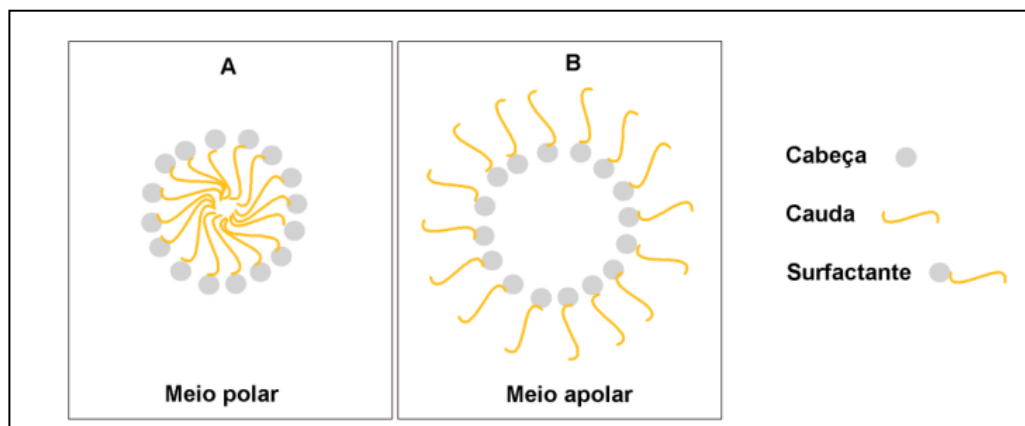 A
B
Cabeça
Cauda
Surfactante
Meio polar
Meio apolar